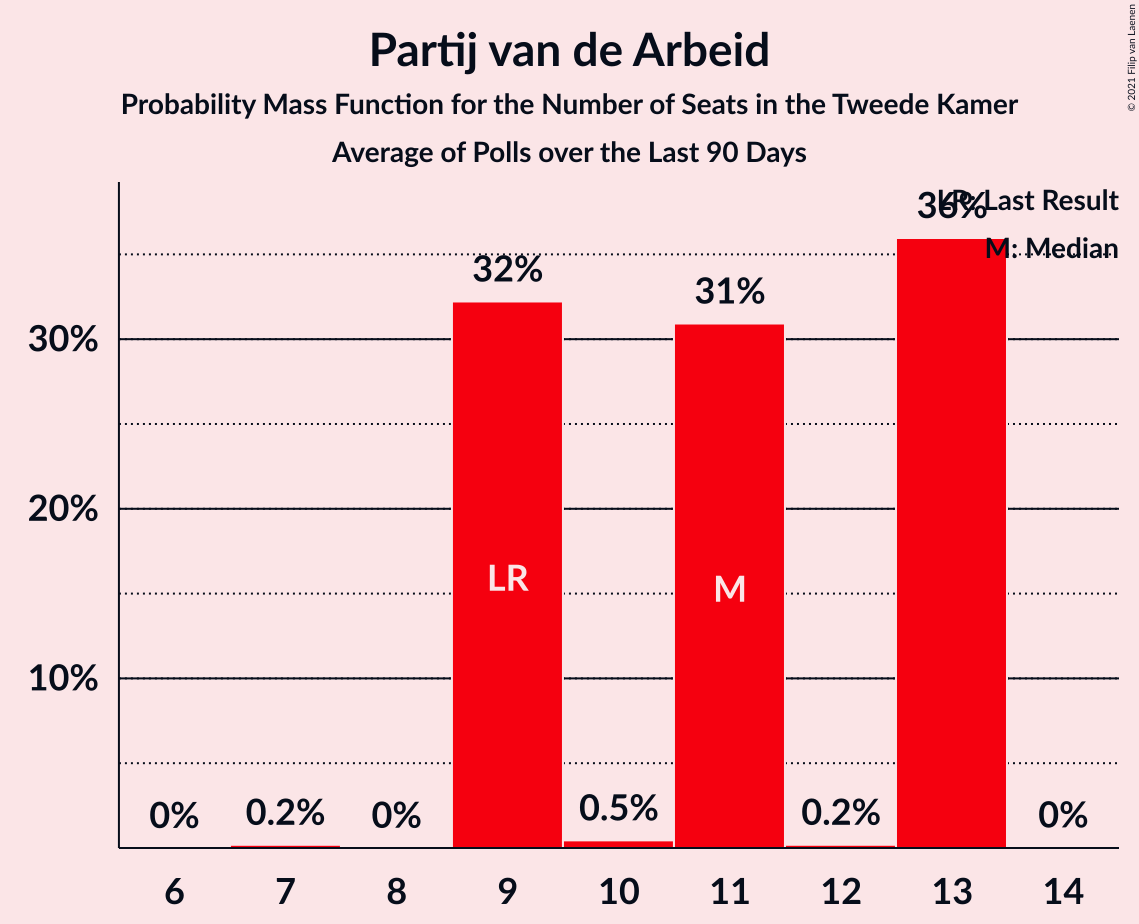 Partij van de Arbeid
Probability Mass Function for the Number of Seats in the Tweede Kamer
Average of Polls over the Last 90 Days
© 2021 Filip van Laenen
LR: Last Result
M: Median
36%
32%
31%
30%
20%
LR
M
10%
0%
0.2%
0%
0.5%
0.2%
0%
6 7 8 9 10 11 12 13 14